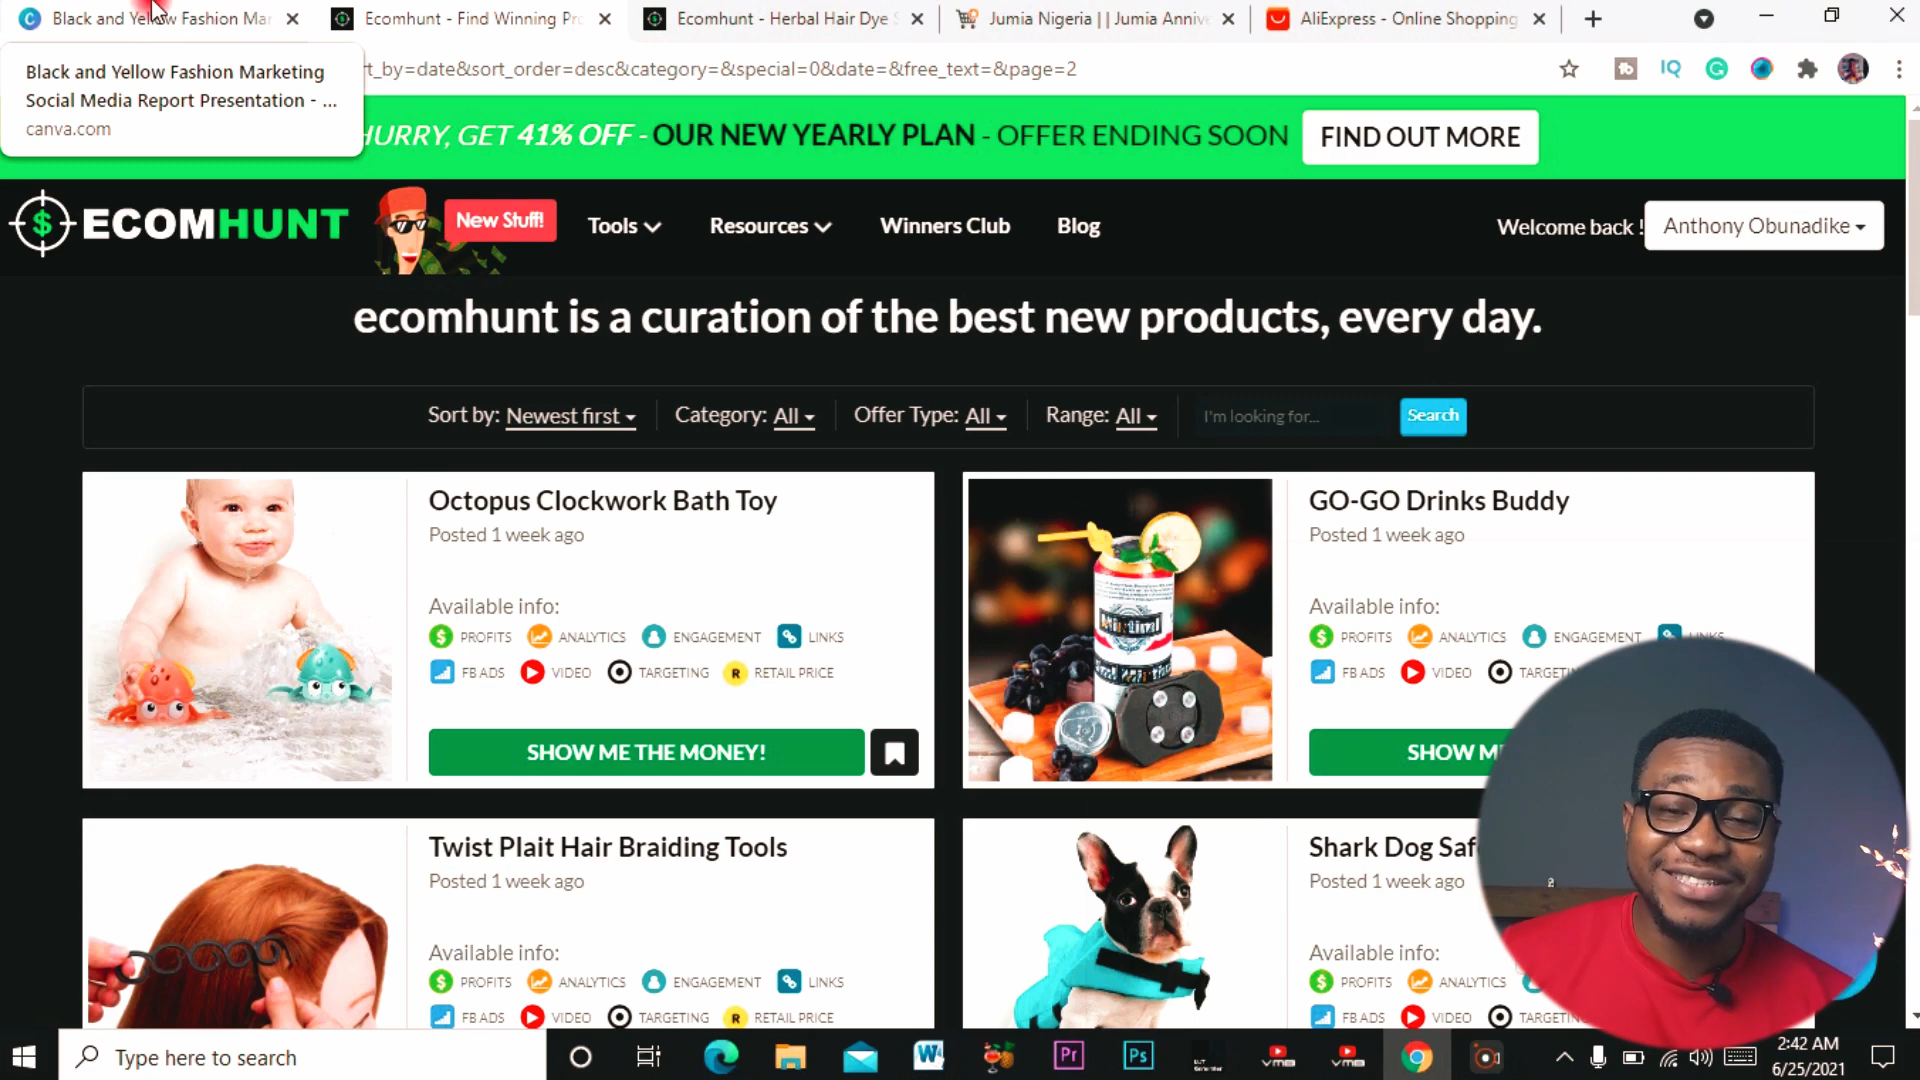 Black and Yellow Fashion Mar
Ecomhunt - Find Winning Pr
Ecomhunt - Herbal Hair Dye S
Jumia Nigeria | | Jumia Annive
AliExpress - Online Shopping
Black and Yellow Fashion Marketing
Social Media Report Presentation - ...
canva.com
rt_by=date&sort_order=desc&category=&special=0&date=&free_text=&page=2
HURRY, GET 41% OFF - OUR NEW YEARLY PLAN - OFFER ENDING SOON
FIND OUT MORE
ECOMHUNT
New Stuff!
Tools
Resources
Winners Club
Blog
Welcome back !
Anthony Obunadike
ecomhunt is a curation of the best new products, every day.
Sort by: Newest first
Category: All
Offer Type: All
Range: All
I'm looking for...
Search
Octopus Clockwork Bath Toy
Posted 1 week ago
Available info:
PROFITS ANALYTICS ENGAGEMENT LINKS
FB ADS VIDEO TARGETING R RETAIL PRICE
SHOW ME THE MONEY!
GO-GO Drinks Buddy
Posted 1 week ago
Available info:
PROFITS ANALYTICS ENGAGEMENT LINKS
FB ADS VIDEO TARGETIN
SHOW M
Twist Plait Hair Braiding Tools
Posted 1 week ago
Available info:
PROFITS ANALYTICS ENGAGEMENT LINKS
FB ADS VIDEO TARGETING R RETAIL PRICE
Shark Dog Saf
Posted 1 week ago
Available info:
PROFITS ANALYTICS
FB ADS VIDEO TARGETIN
Type here to search
Pr
Ps
2:42 AM
6/25/2021